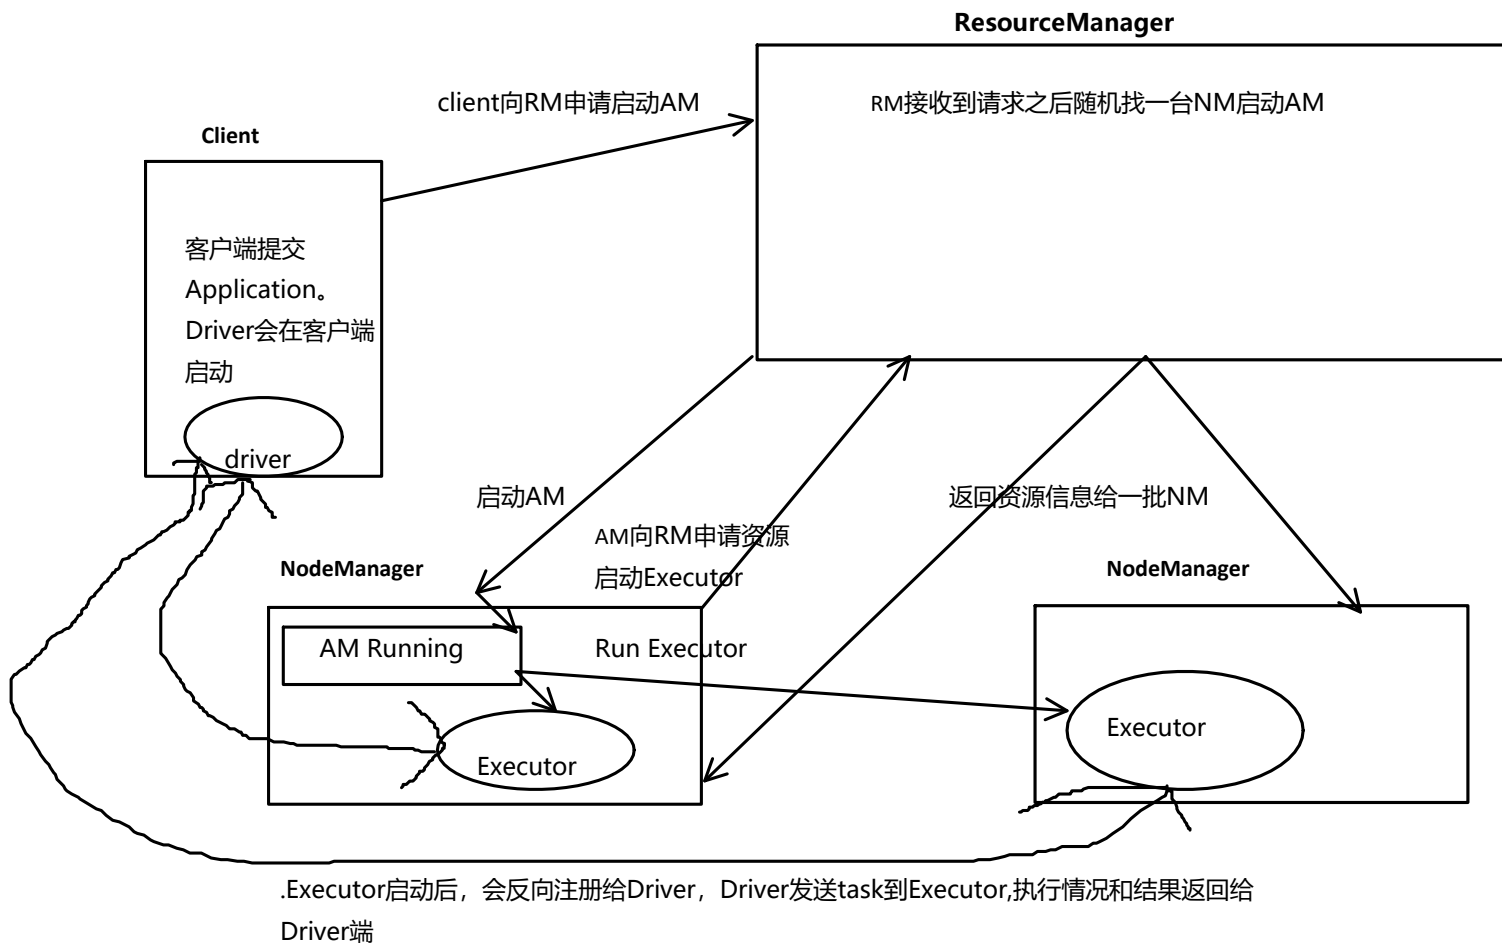 ResourceManager
client向RM申请启动AM
RM接收到请求之后随机找一台NM启动AM
Client
客户端提交
Application。
Driver会在客户端
启动
driver
启动AM
返回资源信息给一批NM
AM向RM申请资源
启动Executor
NodeManager
NodeManager
AM Running
Run Executor
Executor
Executor
.Executor启动后，会反向注册给Driver，Driver发送task到Executor,执行情况和结果返回给
Driver端